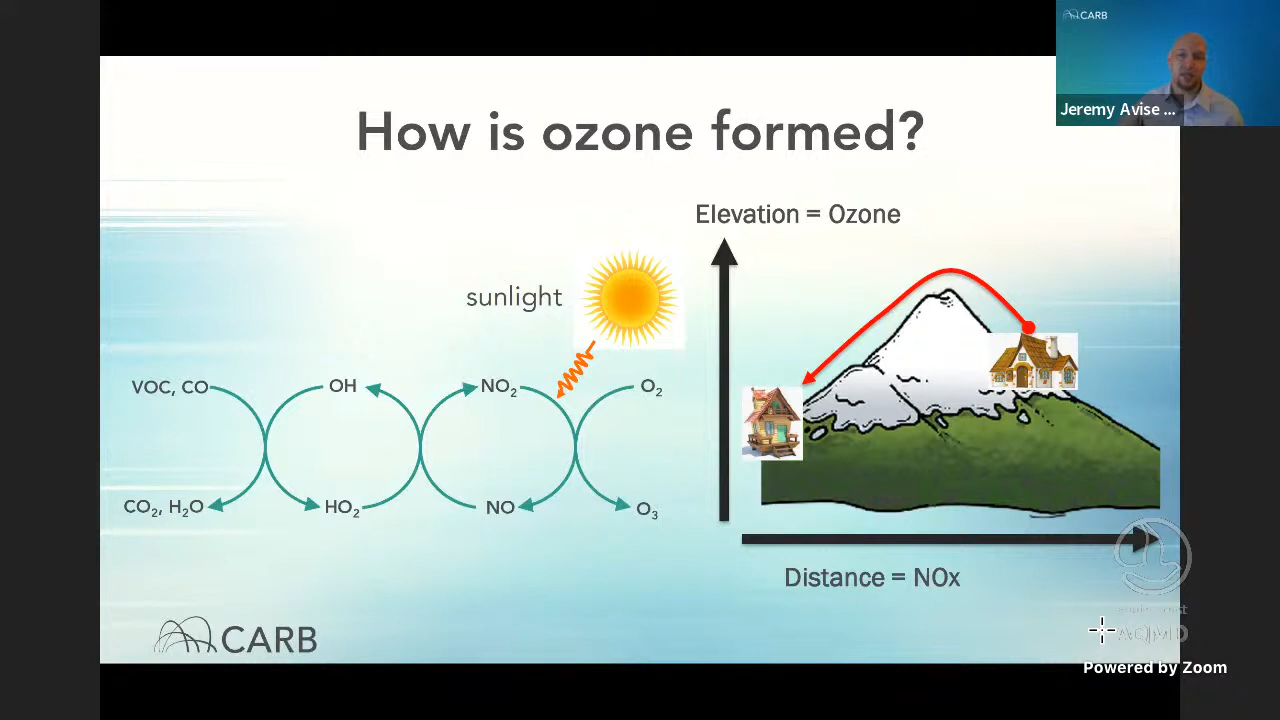 CARB
Jeremy Avise ...
How is ozone formed?
Elevation = Ozone
sunlight
VOC, CO
OH
NO₂
O₂
CO₂, H₂O
HO₂
NO
O₃
Distance = NOx
CARB
AQMD
Powered by Zoom